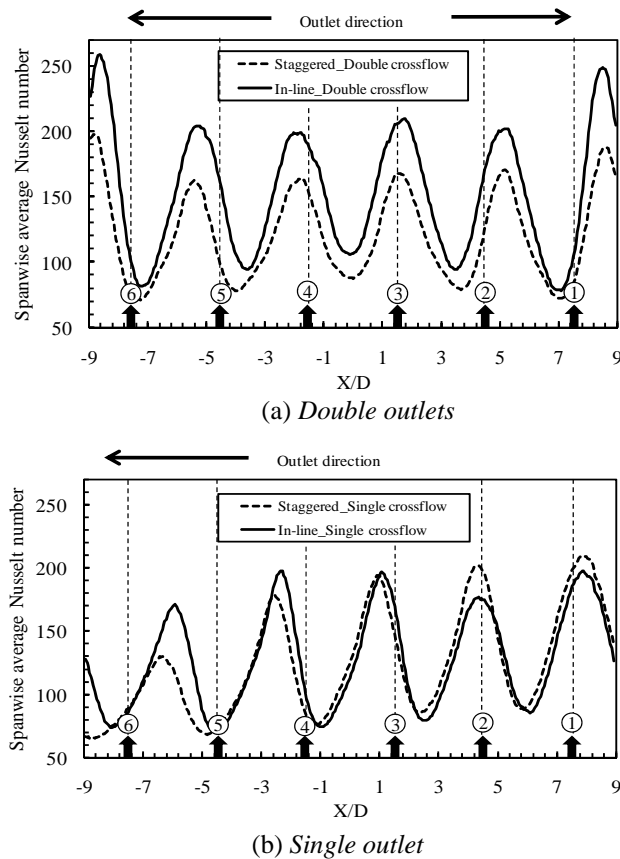 Outlet direction
Spanwise average Nusselt number
250
200
150
100
50
Staggered_Double crossflow
In-line_Double crossflow
6 5 4 3 2 1
-9 -7 -5 -3 -1 1 3 5 7 9
X/D
(a) Double outlets
Outlet direction
Spanwise average Nusselt number
250
200
150
100
50
Staggered_Single crossflow
In-line_Single crossflow
6 5 4 3 2 1
-9 -7 -5 -3 -1 1 3 5 7 9
X/D
(b) Single outlet